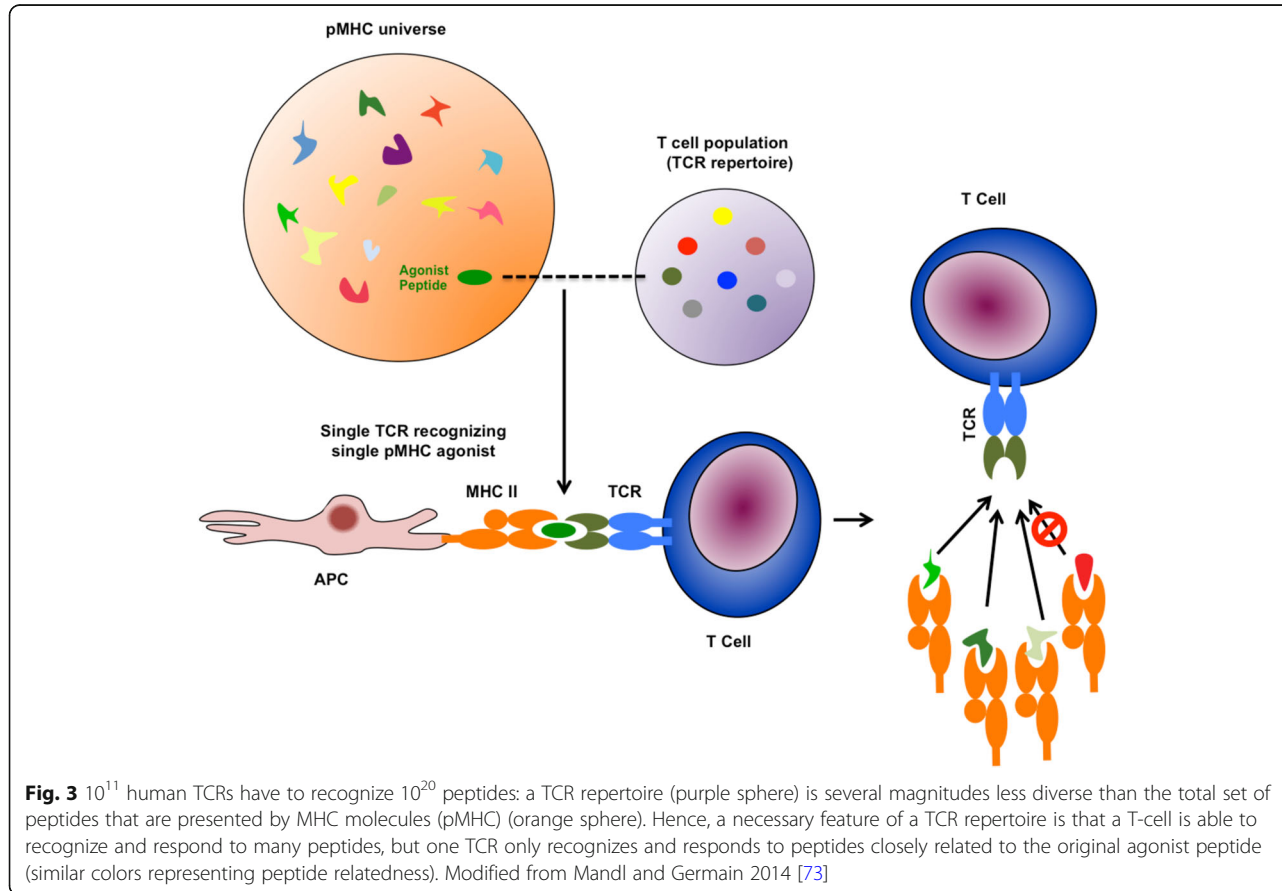 pMHC universe
T cell population
(TCR repertoire)
T Cell
Agonist
Peptide
TCR
Single TCR recognizing
single pMHC agonist
MHC II
TCR
APC
T Cell
Fig. 3 10¹¹ human TCRs have to recognize 10²⁰ peptides: a TCR repertoire (purple sphere) is several magnitudes less diverse than the total set of
peptides that are presented by MHC molecules (pMHC) (orange sphere). Hence, a necessary feature of a TCR repertoire is that a T-cell is able to
recognize and respond to many peptides, but one TCR only recognizes and responds to peptides closely related to the original agonist peptide
(similar colors representing peptide relatedness). Modified from Mandl and Germain 2014 [73]